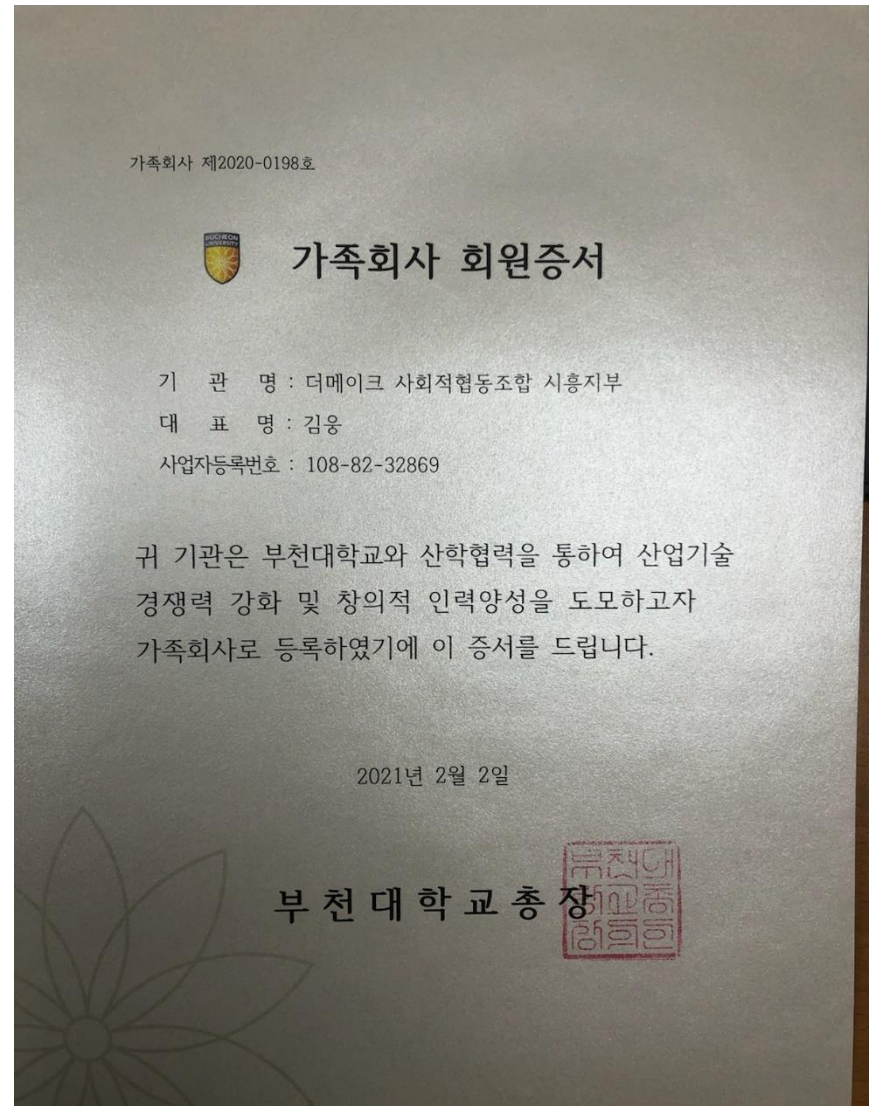 가족회사 제2020-0198호
BUCHEON
UNIVERSITY
가족회사 회원증서
기 관 명 : 더메이크 사회적협동조합 시흥지부
대 표 명 : 김웅
사업자등록번호 : 108-82-32869
귀 기관은 부천대학교와 산학협력을 통하여 산업기술
경쟁력 강화 및 창의적 인력양성을 도모하고자
가족회사로 등록하였기에 이 증서를 드립니다.
2021년 2월 2일
부천대학교총장